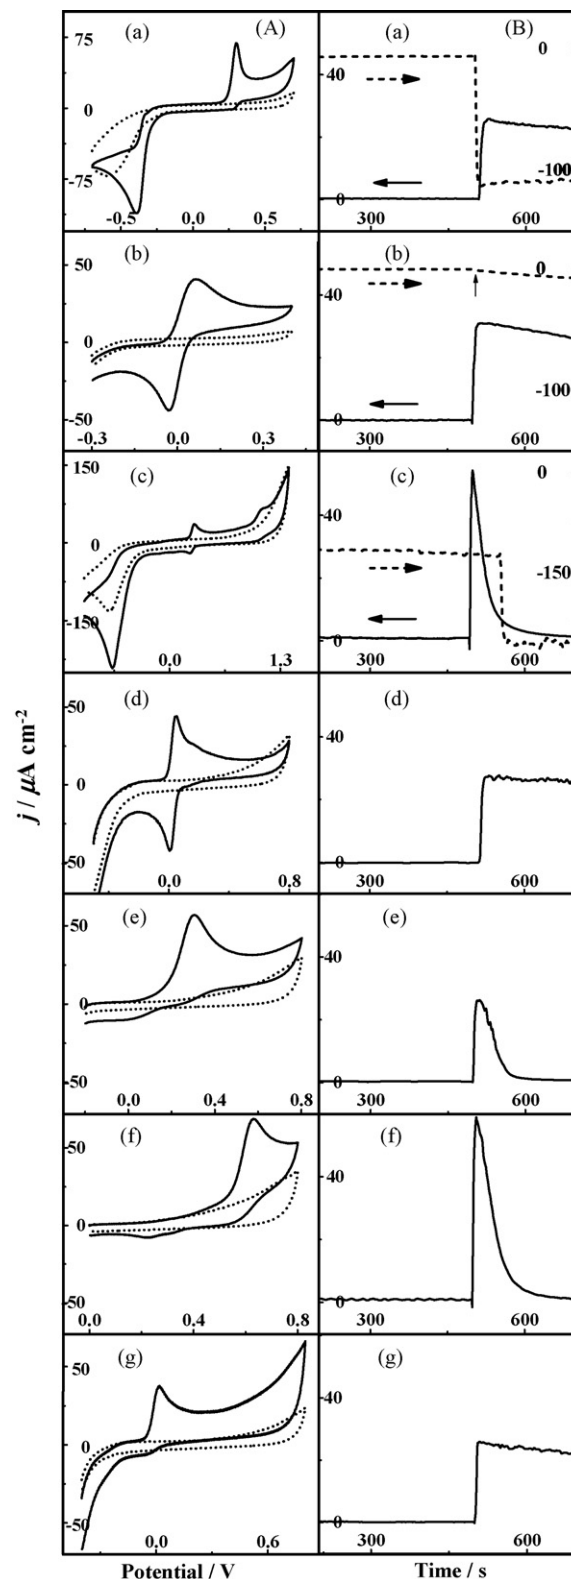 (a) (A) (a) (B)
75 0
40
0
-75 -100
0
-0.5 0.0 0.5 300 600
(b) (b)
50 0
40
0
-100
-50 0
-0.3 0.0 0.3 300 600
(c) (c)
150 0
40
0
-150
-150
0
0.0 1.3 300 600
(d) (d)
50 40
0
50 0
0.0 0.8 300 600
(e) (e)
50 40
0
-50 0
0.0 0.4 0.8 300 600
(f) (f)
50 40
0
-50 0
0.0 0.4 0.8 300 600
(g) (g)
50 40
0
-50 0
0.0 0.6 300 600
j / μA cm-2
Potential / V Time / s